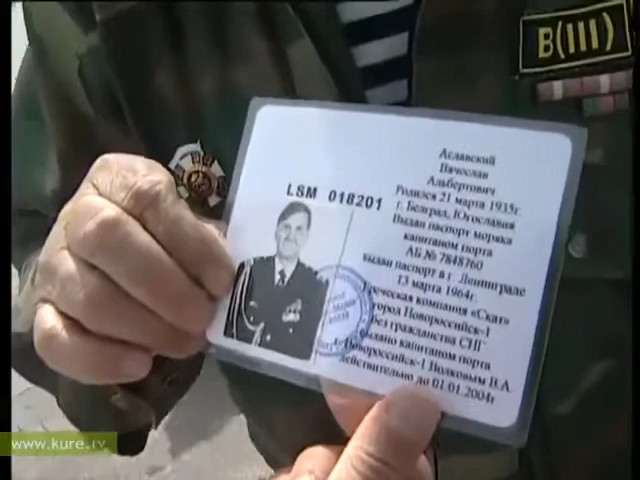 В(III)
Аславский
Вячеслав
Альбертович
LSM 018201
Родился 21 марта 1935г.
г. Белград, Югославия
Выдан паспорт моряка
капитаном порта
АБ № 7848760
выдан паспорт в г. Ленинграде
13 марта 1964г.
Греческая компания «Скат»
город Новороссийск-1
без гражданства СНГ
Выдано капитаном порта
г. Новороссийск-1 Волковым В.А.
действительно до 01.01.2004г
www.kure.tv